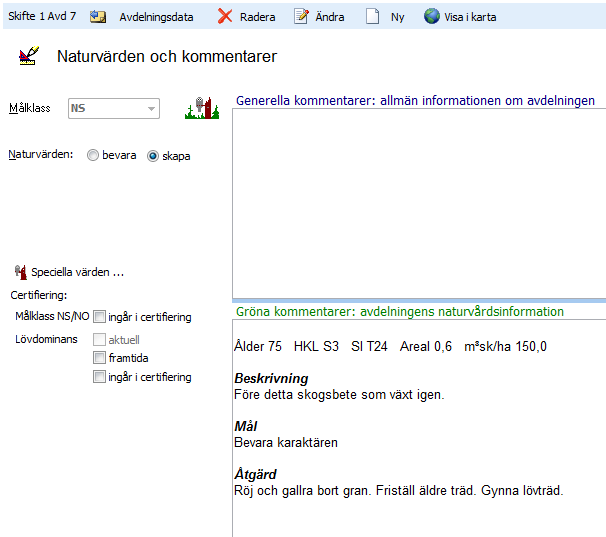 Skifte 1 Avd 7 Avdelningsdata Radera Ändra Ny Visa i karta
Naturvärden och kommentarer
Målklass NS
Naturvärden: bevara skapa
Speciella värden ...
Certifiering:
Målklass NS/NO ingår i certifiering
Lövdominans aktuell
framtida
ingår i certifiering
Generella kommentarer: allmän informationen om avdelningen
Gröna kommentarer: avdelningens naturvårdsinformation
Ålder 75 HKL S3 SI T24 Areal 0,6 m³sk/ha 150,0
Beskrivning
Före detta skogsbete som växt igen.
Mål
Bevara karaktären
Åtgärd
Röj och gallra bort gran. Friställ äldre träd. Gynna lövträd.